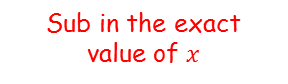 Sub in the exact
value of x